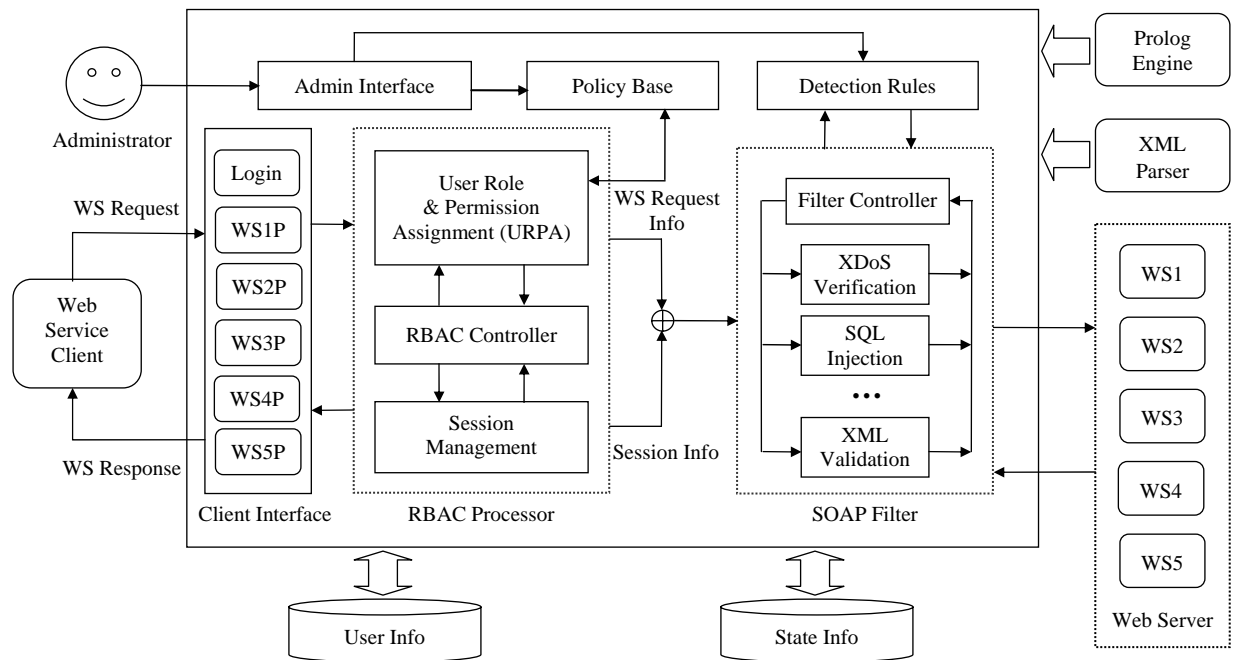 Prolog
Engine
Admin Interface
Policy Base
Detection Rules
Administrator
XML
Parser
Login
WS Request
WS1P
WS2P
WS3P
WS4P
WS5P
Web
Service
Client
WS Response
Client Interface
User Role
& Permission
Assignment (URPA)
RBAC Controller
Session
Management
RBAC Processor
WS Request
Info
Session Info
Filter Controller
XDoS
Verification
SQL
Injection
•••
XML
Validation
SOAP Filter
WS1
WS2
WS3
WS4
WS5
Web Server
User Info
State Info